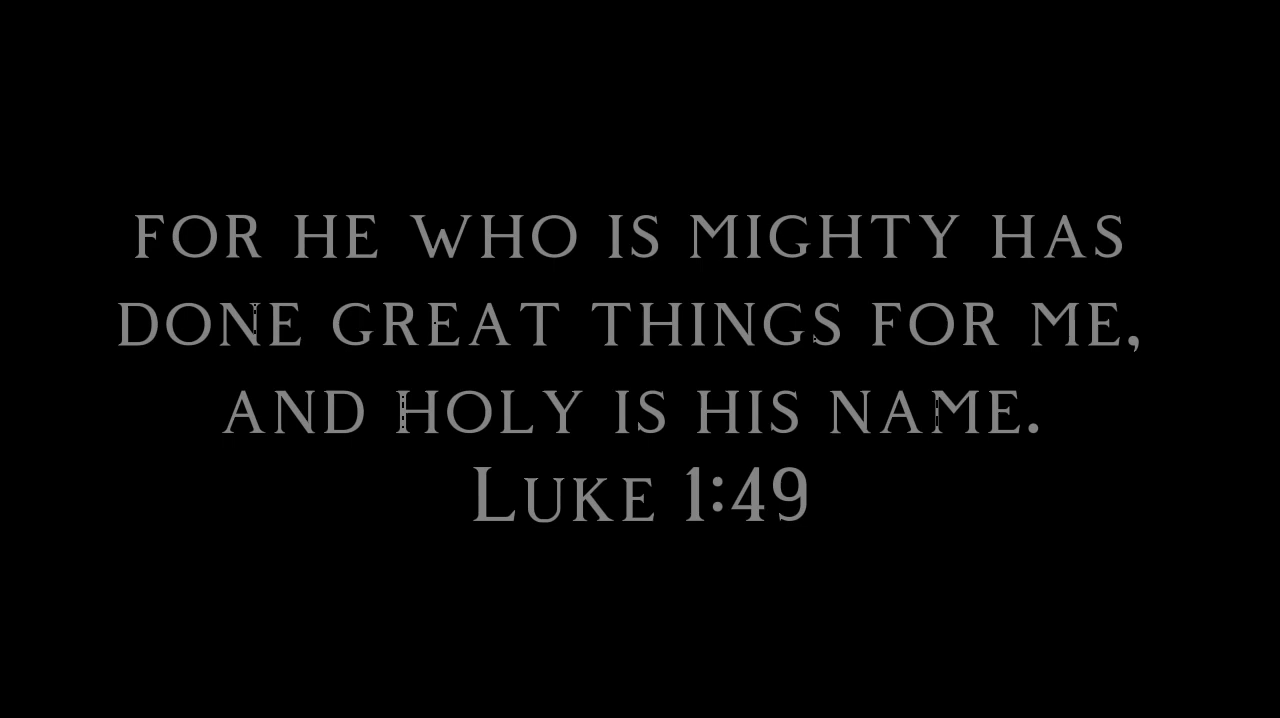 FOR HE WHO IS MIGHTY HAS
DONE GREAT THINGS FOR ME,
AND HOLY IS HIS NAME.
LUKE 1:49